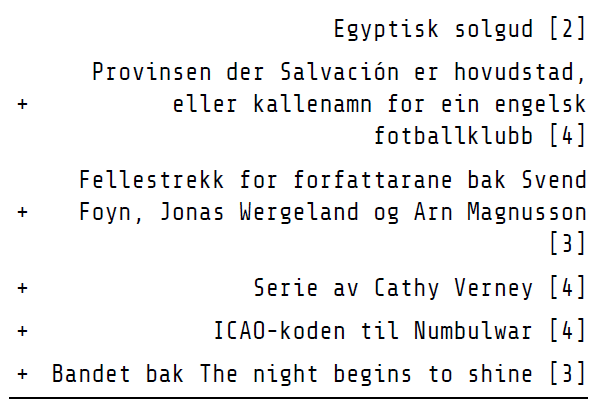 Egyptisk solgud [2]
Provinsen der Salvación er hovudstad,
+ eller kallenamn for ein engelsk
fotballklubb [4]
Fellestrekk for forfattarane bak Svend
+ Foyn, Jonas Wergeland og Arn Magnusson
[3]
+ Serie av Cathy Verney [4]
+ ICAO-koden til Numbulwar [4]
+ Bandet bak The night begins to shine [3]